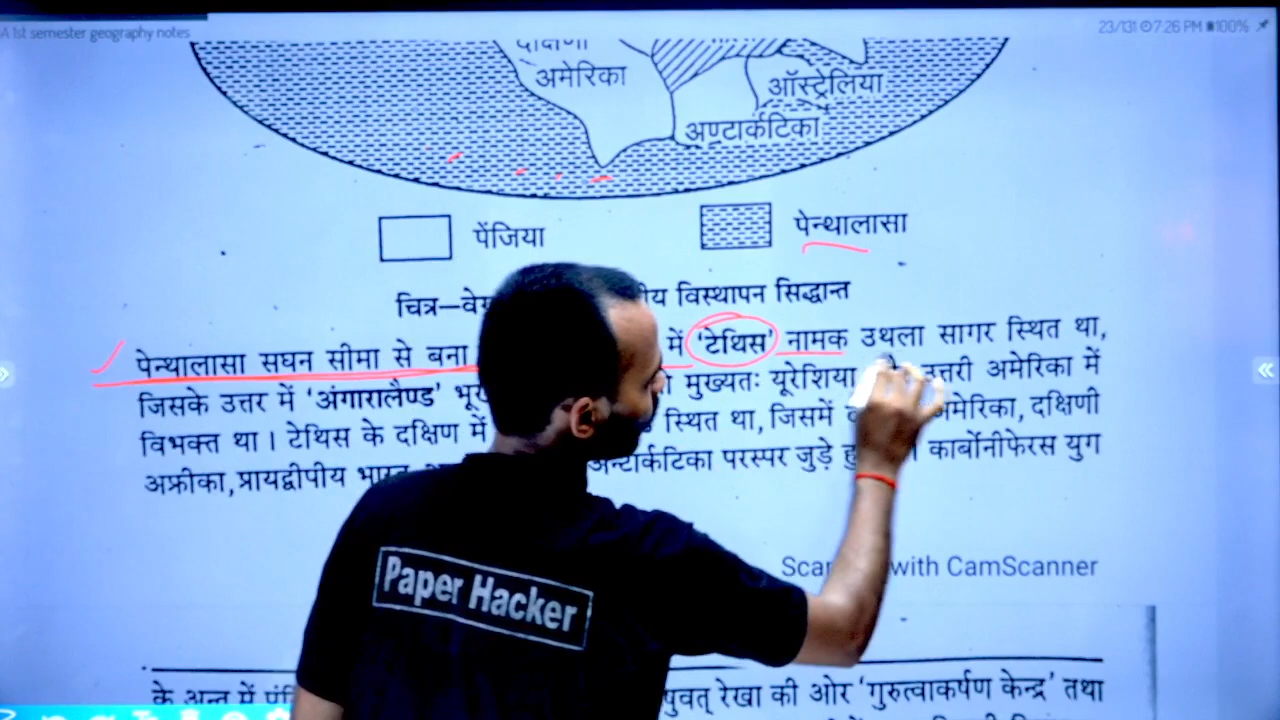 A 1st semester geography notes
23/131 7:26 PM 100%
अमेरिका
ऑस्ट्रेलिया
अण्टार्कटिका
पेंजिया
पेन्थालासा
चित्र—वेग ीय विस्थापन सिद्धान्त
पेन्थालासा सघन सीमा से बना में 'टेथिस' नामक उथला सागर स्थित था,
जिसके उत्तर में 'अंगारालैण्ड' मुख्यतः यूरेशिया उत्तरी अमेरिका में
विभक्त था। टेथिस के दक्षिण में स्थित था, जिसमें अमेरिका, दक्षिणी
अफ्रीका, प्रायद्वीपीय भारत अन्टार्कटिका परस्पर जुड़े कार्बोनीफेरस युग
Paper Hacker
with CamScanner
के अन्त में रेखा की ओर 'गुरुत्वाकर्षण केन्द्र' तथा